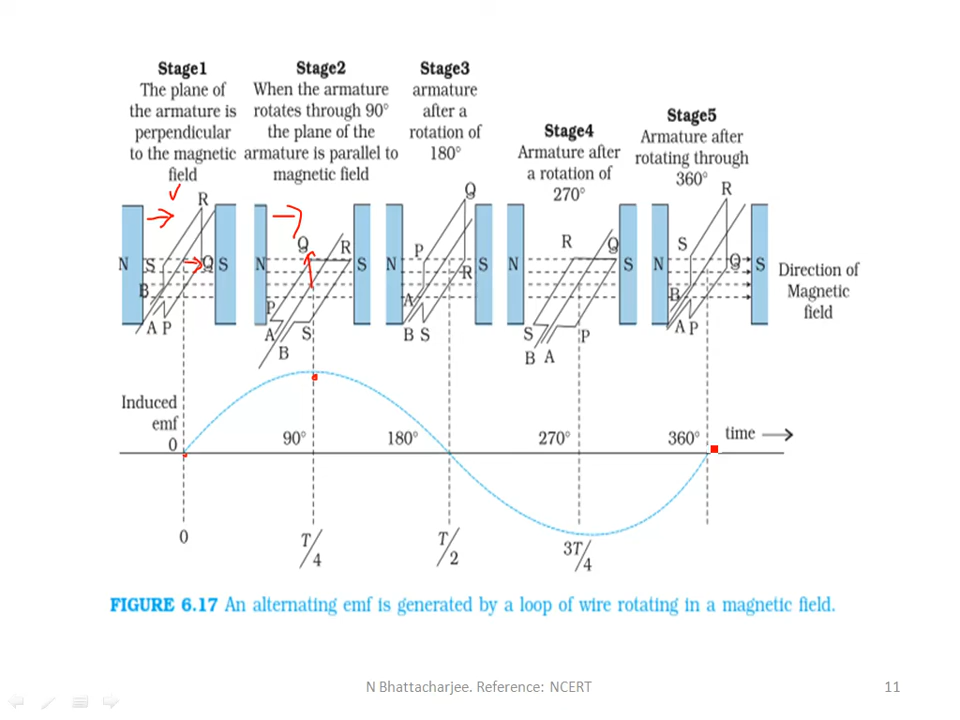 Stage1
The plane of
the armature is
perpendicular
to the magnetic
field
Stage2
When the armature
rotates through 90°
the plane of the
armature is parallel to
magnetic field
Stage3
armature
after a
rotation of
180°
Stage4
Armature after
a rotation of
270°
Stage5
Armature after
rotating through
360°
R
N S Q S
B
A P
Q R
N S
P
A S
B
Q
P
N R S
A
B S
R Q
N S
S P
B A
R
S
N Q S
B
A P
Direction of
Magnetic
field
Induced
emf
0
90° 180° 270° 360° time
0 T/4 T/2 3T/4
FIGURE 6.17 An alternating emf is generated by a loop of wire rotating in a magnetic field.
N Bhattacharjee. Reference: NCERT
11